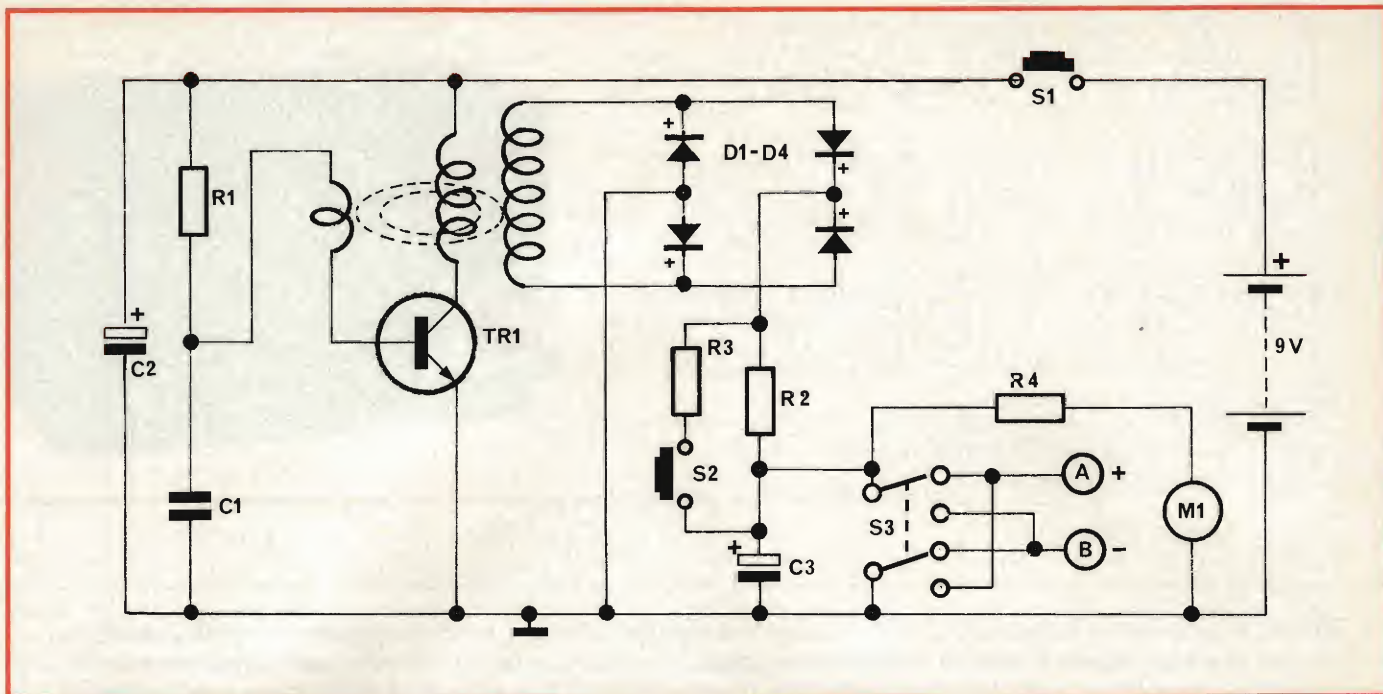 S1
+
D1-D4
+
R1
+
+
+
+
9V
C2
TR1
R3
R2
R4
S2
A +
C1
S3
M1
B -
+
C3